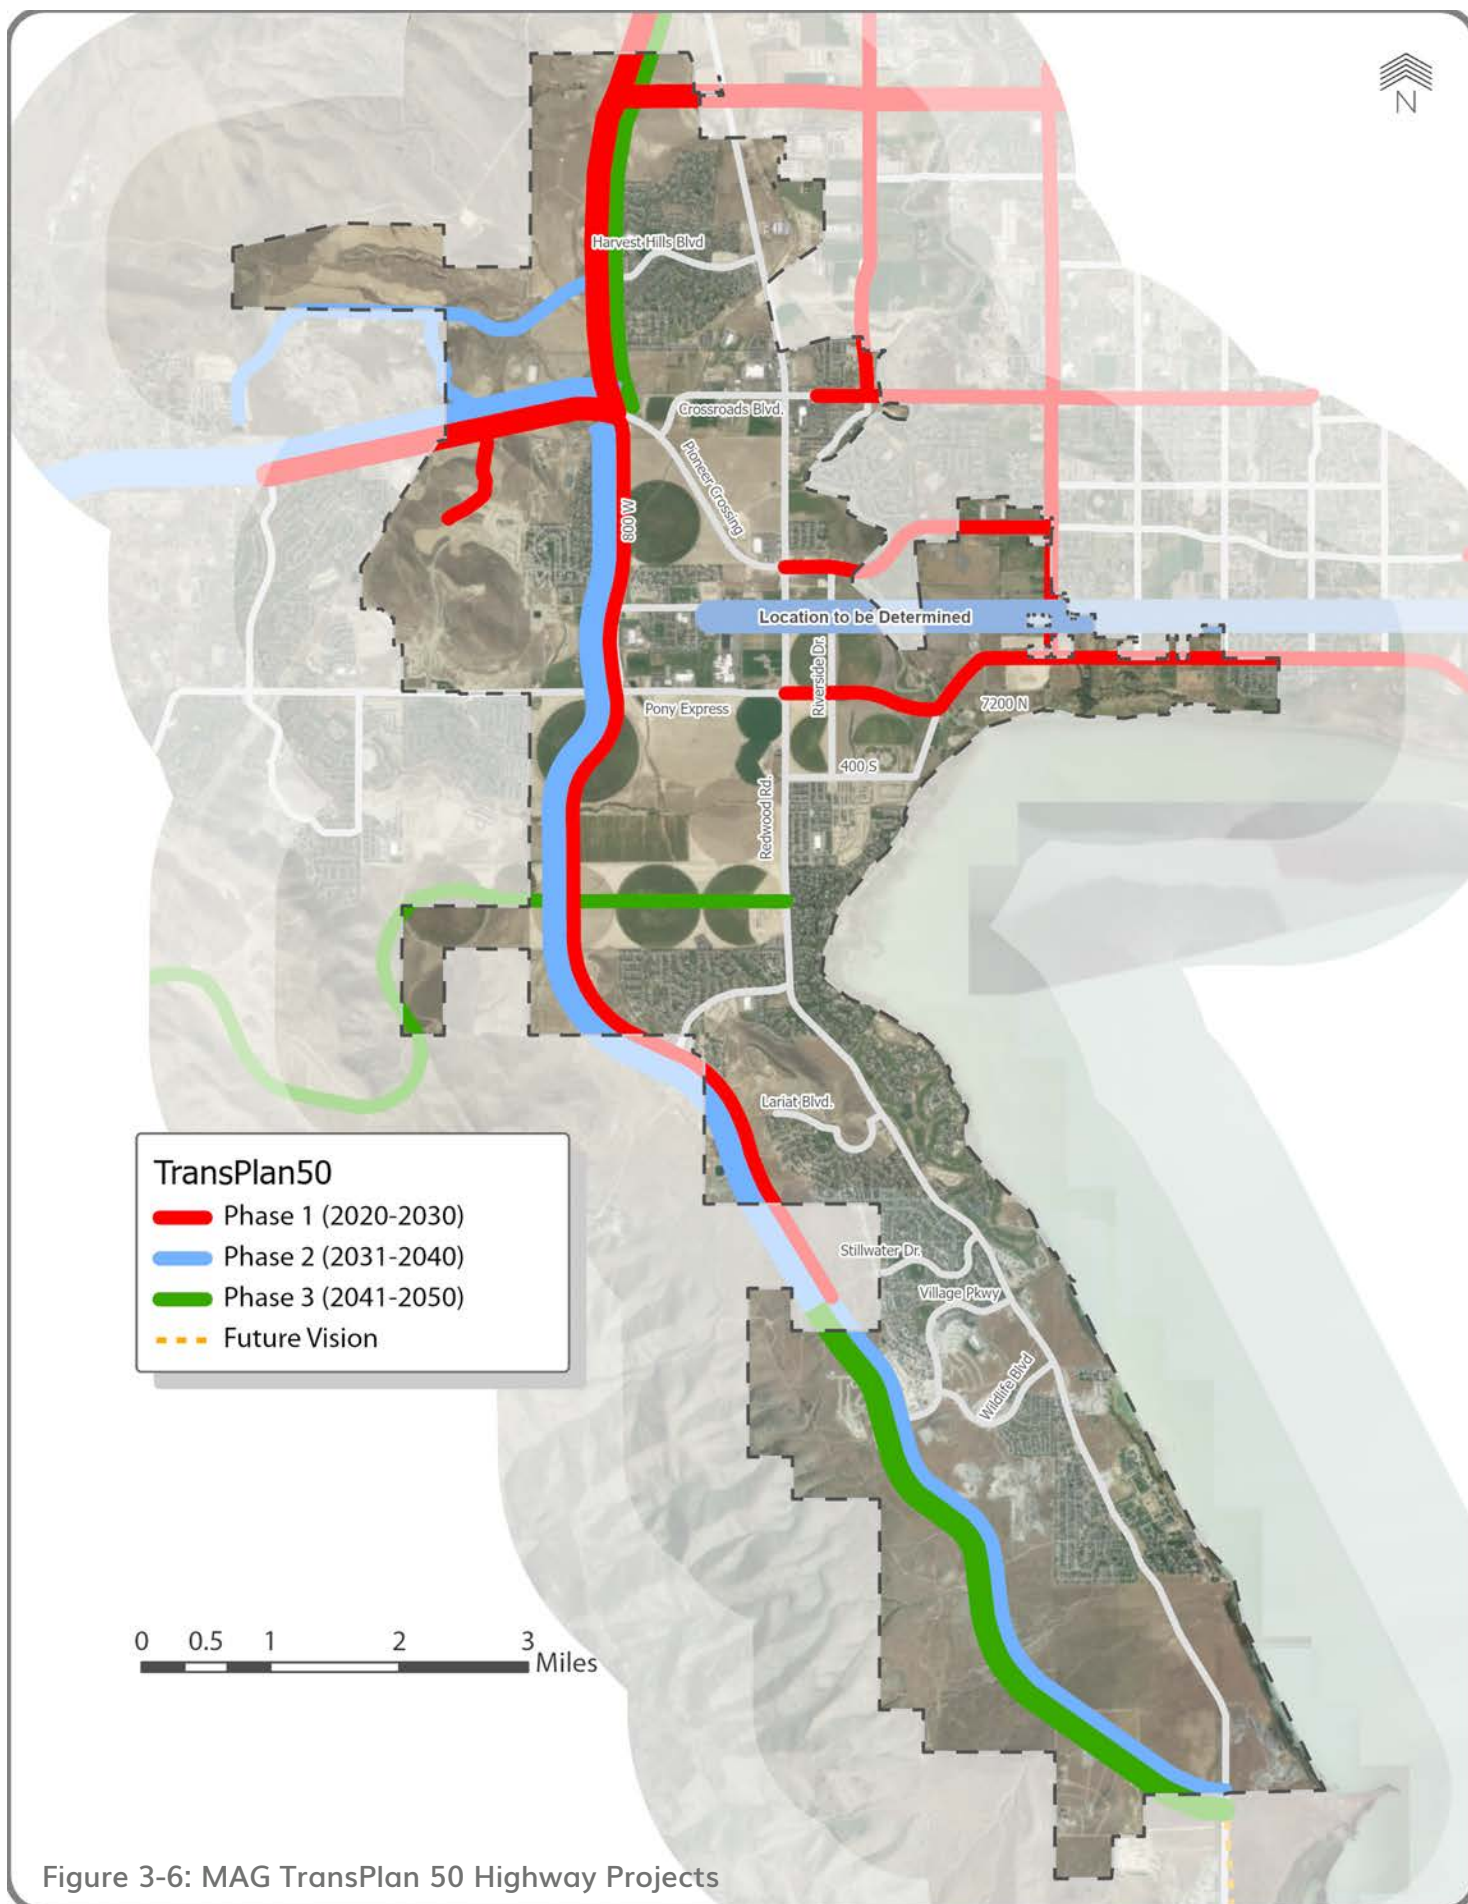 N
Harvest Hills Blvd
Crossroads Blvd.
Pioneer Crossing
800 W
Location to be Determined
Riverside Dr.
Pony Express
7200 N
400 S
Redwood Rd.
Lariat Blvd.
TransPlan50
Phase 1 (2020-2030)
Phase 2 (2031-2040)
Phase 3 (2041-2050)
Future Vision
Stillwater Dr.
Village Pkwy
Wildlife Blvd
0 0.5 1 2 3
Miles
Figure 3-6: MAG TransPlan 50 Highway Projects